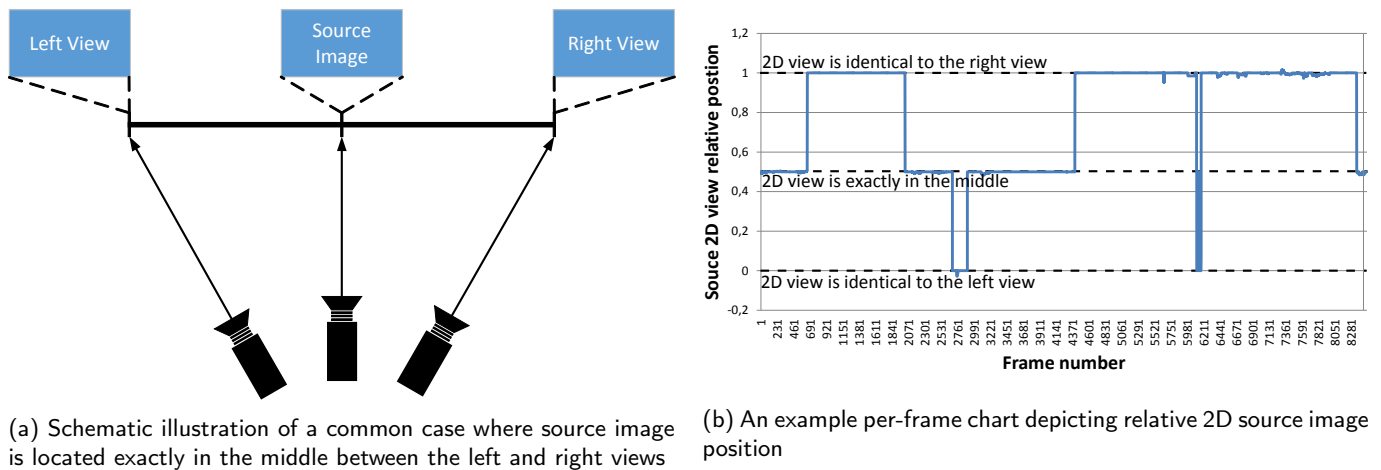 Left View
Source
Image
Right View
(a) Schematic illustration of a common case where source image
is located exactly in the middle between the left and right views
1,2
1
0,8
0,6
0,4
0,2
0
-0,2
Souce 2D view relative postion
2D view is identical to the right view
2D view is exactly in the middle
2D view is identical to the left view
1 231 461 691 921 1151 1381 1611 1841 2071 2301 2531 2761 2991 3221 3451 3681 3911 4141 4371 4601 4831 5061 5291 5521 5751 5981 6211 6441 6671 6901 7131 7361 7591 7821 8051 8281
Frame number
(b) An example per-frame chart depicting relative 2D source image
position